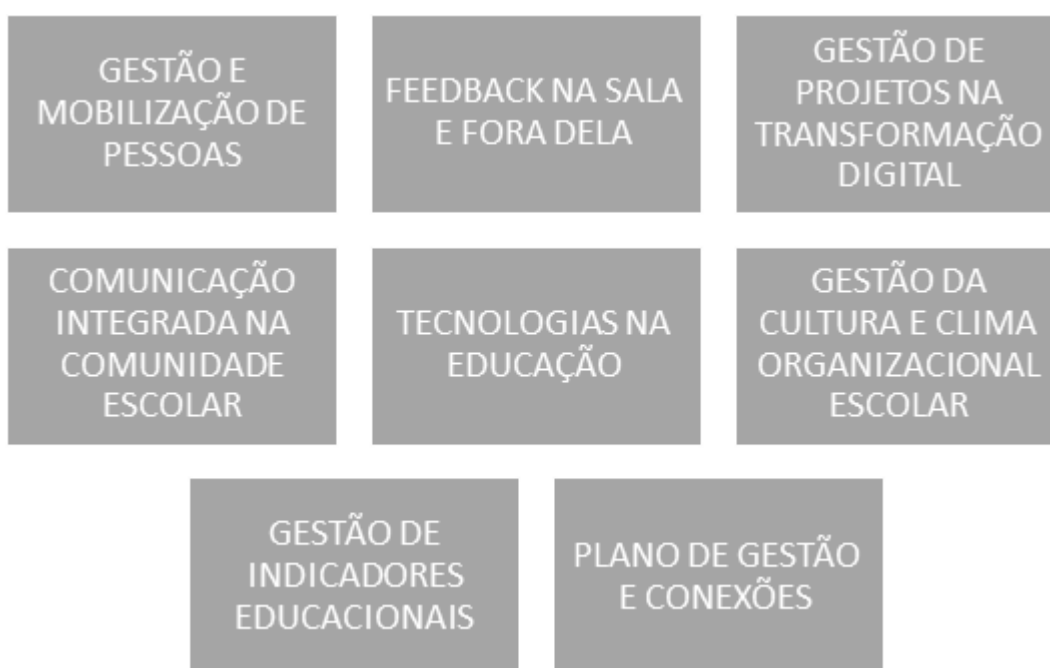 GESTÃO E
MOBILIZAÇÃO DE
PESSOAS
FEEDBACK NA SALA
E FORA DELA
GESTÃO DE
PROJETOS NA
TRANSFORMAÇÃO
DIGITAL
COMUNICAÇÃO
INTEGRADA NA
COMUNIDADE
ESCOLAR
TECNOLOGIAS NA
EDUCAÇÃO
GESTÃO DA
CULTURA E CLIMA
ORGANIZACIONAL
ESCOLAR
GESTÃO DE
INDICADORES
EDUCACIONAIS
PLANO DE GESTÃO
E CONEXÕES